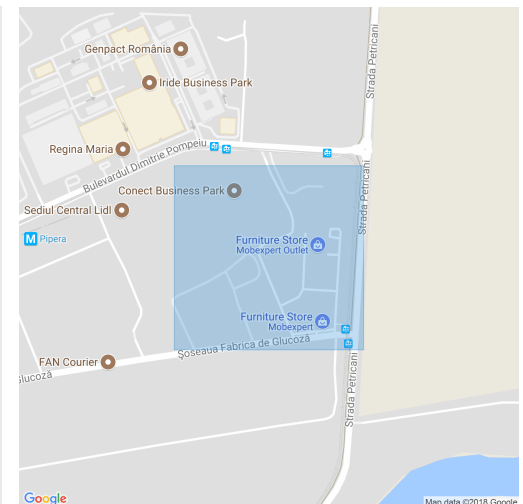 Genpact România
Iride Business Park
Strada Petricani
Regina Maria
Bulevardul Dimitrie Pompeiu
Conect Business Park
Strada Petricani
Sediul Central Lidl
M Pipera
Furniture Store
Mobexpert Outlet
Furniture Store
Mobexpert
Șoseaua Fabrica de Glucoză
FAN Courier
Glucoză
Strada Petricani
Google
Map data ©2018 Google